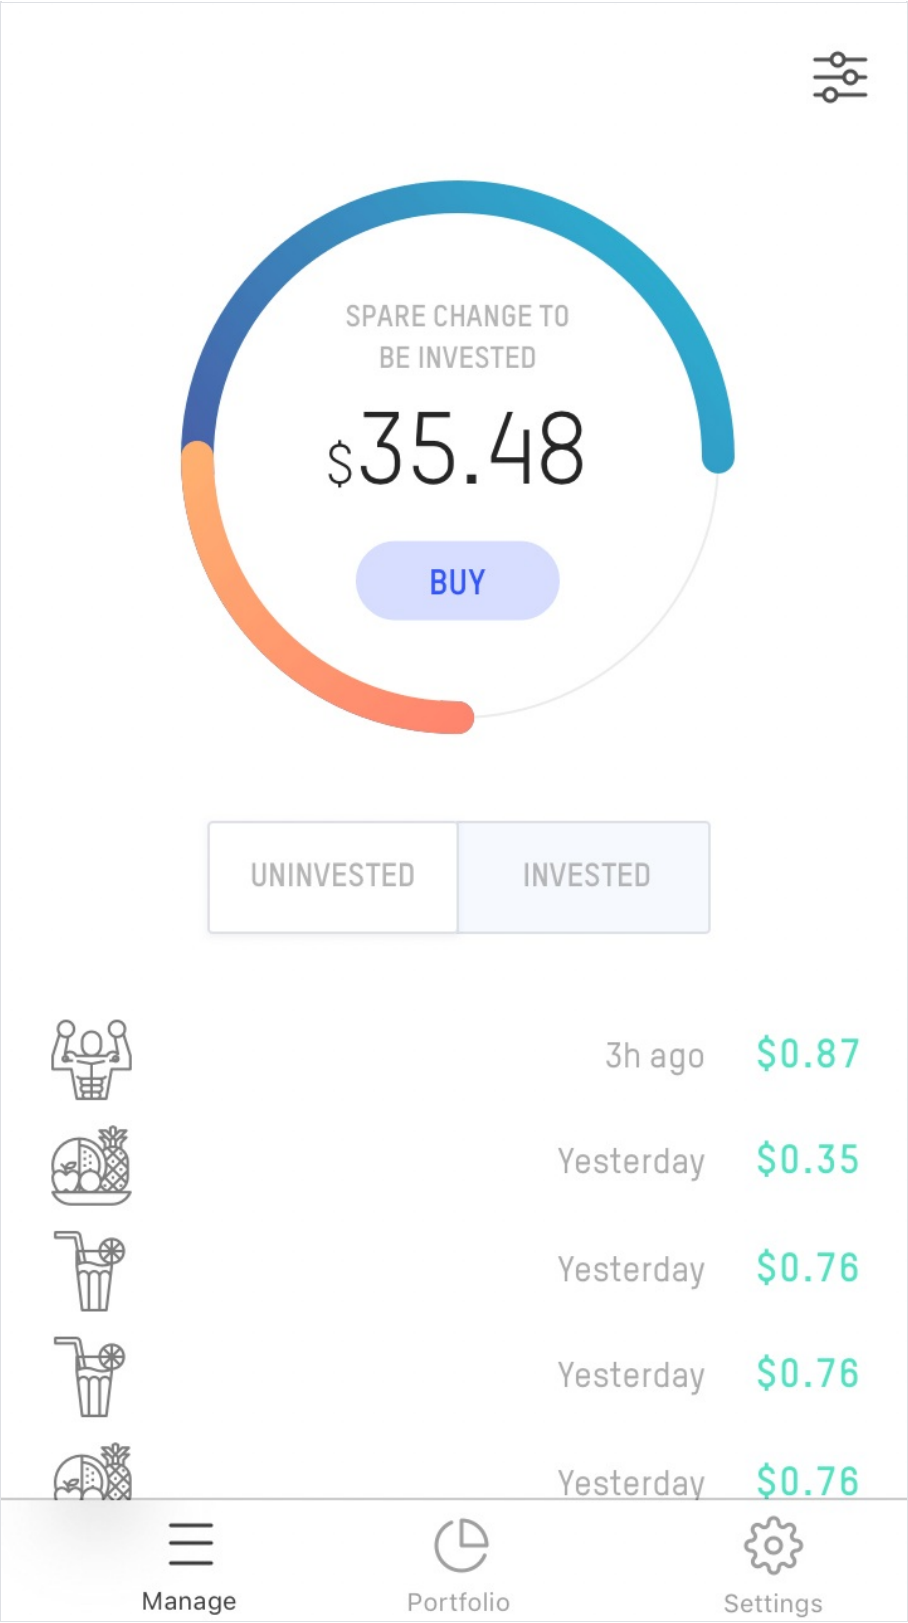 SPARE CHANGE TO
BE INVESTED
$35.48
BUY
UNINVESTED INVESTED
3h ago $0.87
Yesterday $0.35
Yesterday $0.76
Yesterday $0.76
Yesterday $0.76
Manage Portfolio Settings